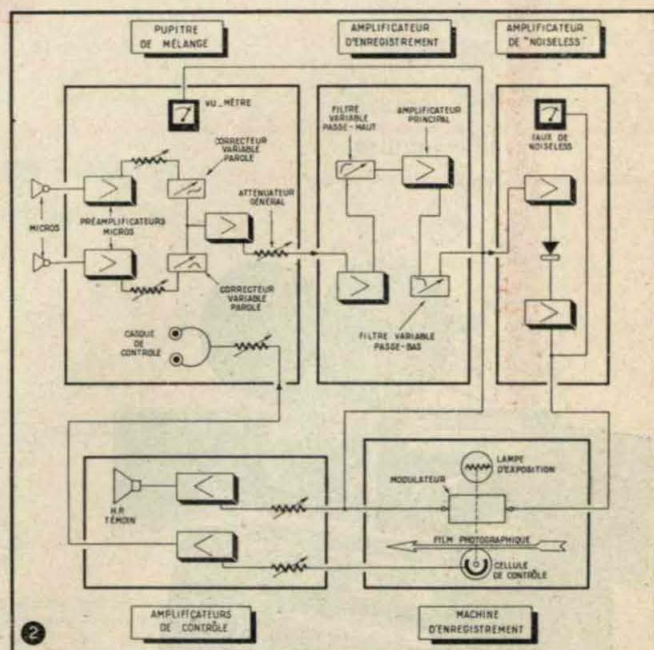 PUPITRE
DE MÉLANGE
AMPLIFICATEUR
D'ENREGISTREMENT
AMPLIFICATEUR
DE "NOISELESS"
VU_MÈTRE
CORRECTEUR
VARIABLE
PAROLE
ATTÉNUATEUR
GÉNÉRAL
MICROS
PRÉAMPLIFICATEURS
MICROS
CORRECTEUR
VARIABLE
PAROLE
CASQUE
DE CONTROLE
FILTRE
VARIABLE
PASSE-HAUT
AMPLIFICATEUR
PRINCIPAL
FILTRE VARIABLE
PASSE-BAS
TAUX DE
NOISELESS
H.P.
TÉMOIN
LAMPE
D'EXPOSITION
MODULATEUR
FILM PHOTOGRAPHIQUE
CELLULE
DE CONTRÔLE
AMPLIFICATEURS
DE CONTRÔLE
MACHINE
D'ENREGISTREMENT
2